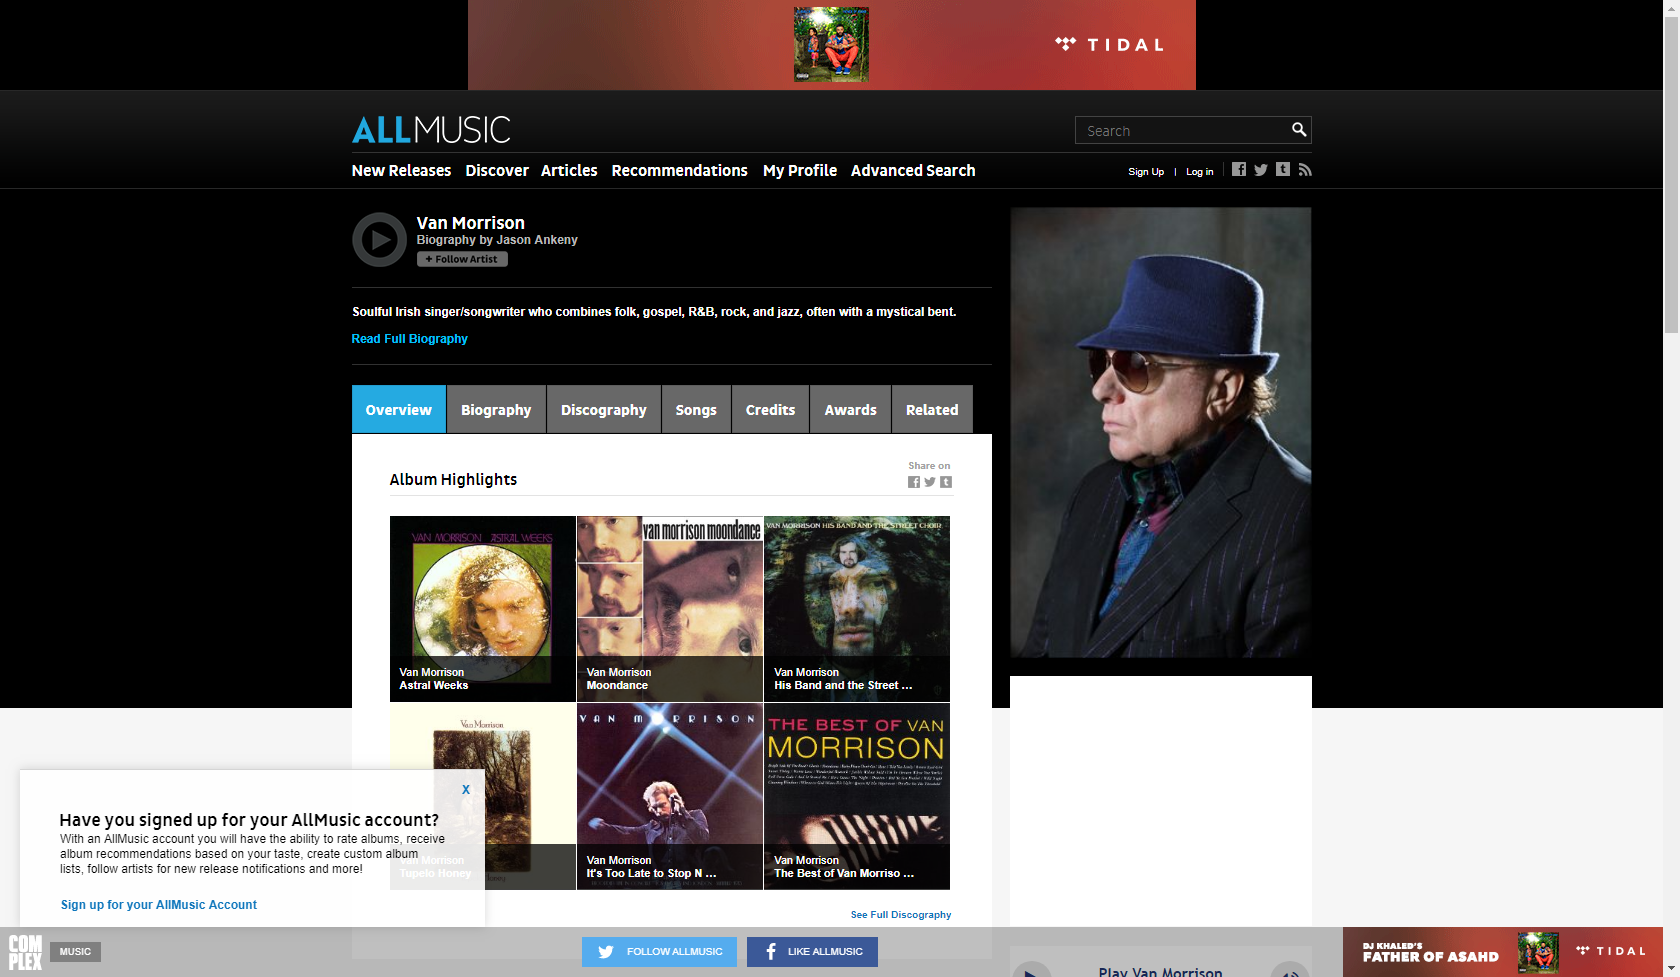 TIDAL
ALLMUSIC
Search
New Releases Discover Articles Recommendations My Profile Advanced Search
Sign Up | Log in
Van Morrison
Biography by Jason Ankeny
+ Follow Artist
Soulful Irish singer/songwriter who combines folk, gospel, R&B, rock, and jazz, often with a mystical bent.
Read Full Biography
Overview Biography Discography Songs Credits Awards Related
Album Highlights
Share on
VAN MORRISON ASTRAL WEEKS
van morrison moondance
VAN MORRISON HIS BAND AND THE STREET CHOIR
Van Morrison
Astral Weeks
Van Morrison
Moondance
Van Morrison
His Band and the Street ...
Van Morrison
VAN MORRISON
THE BEST OF VAN
MORRISON
Van Morrison
Tupelo Honey
Van Morrison
It's Too Late to Stop N ...
Van Morrison
The Best of Van Morriso ...
X
Have you signed up for your AllMusic account?
With an AllMusic account you will have the ability to rate albums, receive
album recommendations based on your taste, create custom album
lists, follow artists for new release notifications and more!
Sign up for your AllMusic Account
See Full Discography
COM
PLEX
MUSIC
FOLLOW ALLMUSIC
LIKE ALLMUSIC
Play Van Morrison
DJ KHALED'S
FATHER OF ASAHD
TIDAL